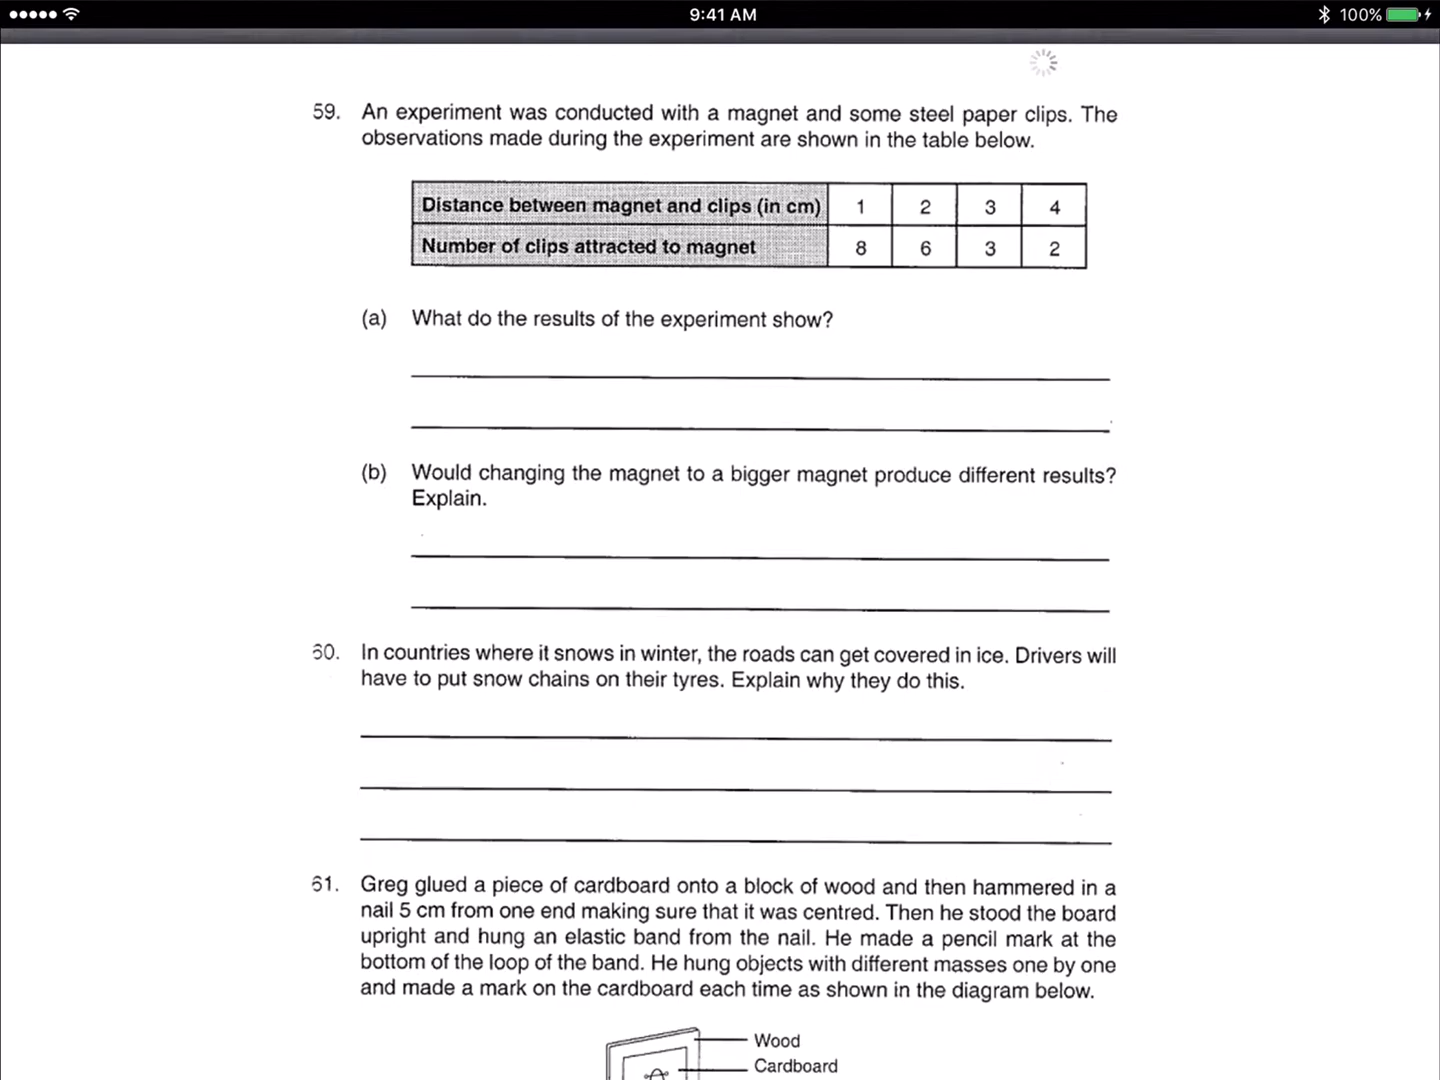 9:41 AM
100%
59. An experiment was conducted with a magnet and some steel paper clips. The
observations made during the experiment are shown in the table below.
Distance between magnet and clips (in cm) 1 2 3 4
Number of clips attracted to magnet 8 6 3 2
(a) What do the results of the experiment show?
(b) Would changing the magnet to a bigger magnet produce different results?
Explain.
60. In countries where it snows in winter, the roads can get covered in ice. Drivers will
have to put snow chains on their tyres. Explain why they do this.
61. Greg glued a piece of cardboard onto a block of wood and then hammered in a
nail 5 cm from one end making sure that it was centred. Then he stood the board
upright and hung an elastic band from the nail. He made a pencil mark at the
bottom of the loop of the band. He hung objects with different masses one by one
and made a mark on the cardboard each time as shown in the diagram below.
Wood
Cardboard